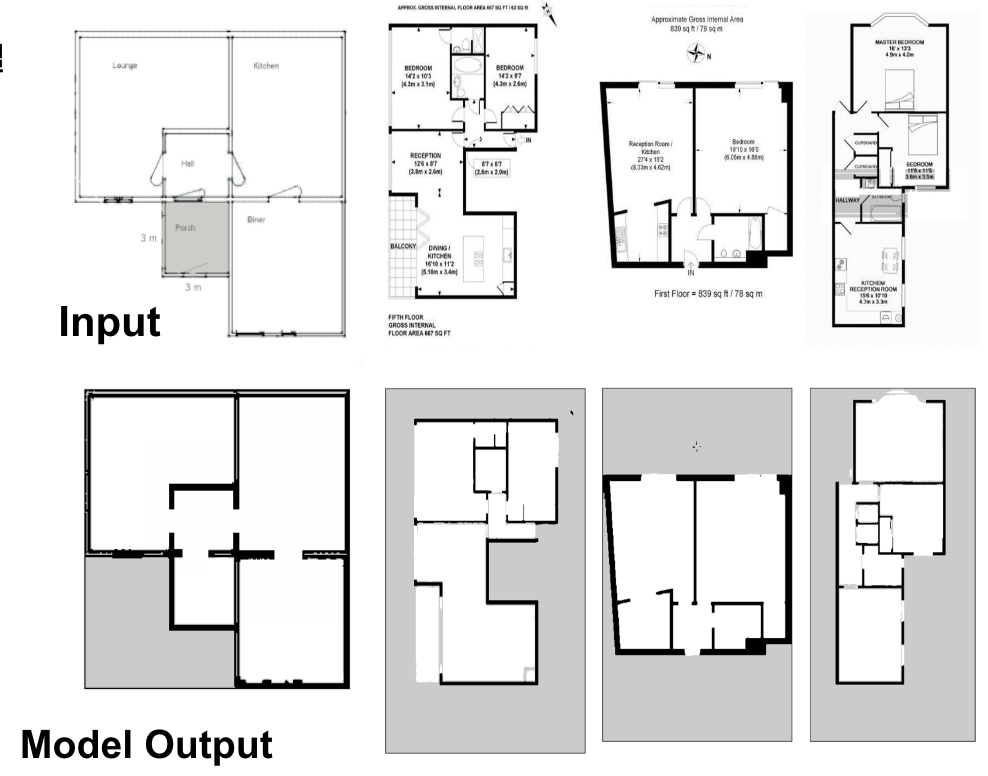 !
Lounge
Kitchen
Hall
Porch
Diner
3 m
3 m
Input
APPROX. GROSS INTERNAL FLOOR AREA 667 SQ FT / 62 SQ M
BEDROOM
14'2 x 10'3
(4.3m x 3.1m)
BEDROOM
14'2 x 8'7
(4.3m x 2.6m)
IN
RECEPTION
12'6 x 8'7
(3.8m x 2.6m)
8'7 x 6'7
(2.6m x 2.0m)
BALCONY
DINING /
KITCHEN
16'10 x 11'2
(5.10m x 3.4m)
FIFTH FLOOR
GROSS INTERNAL
FLOOR AREA 667 SQ FT
Approximate Gross Internal Area
839 sq ft / 78 sq m
N
Reception Room /
Kitchen
27'4 x 15'2
(8.33m x 4.62m)
Bedroom
19'10 x 16'0
(6.05m x 4.88m)
IN
First Floor = 839 sq ft / 78 sq m
MASTER BEDROOM
16' x 13'3
4.9m x 4.0m
CUPBOARD
CUPBOARD
BEDROOM
11'8 x 11'6
3.6m x 3.5m
HALLWAY
BATHROOM
KITCHEN/
RECEPTION ROOM
15'6 x 10'10
4.7m x 3.3m
Model Output